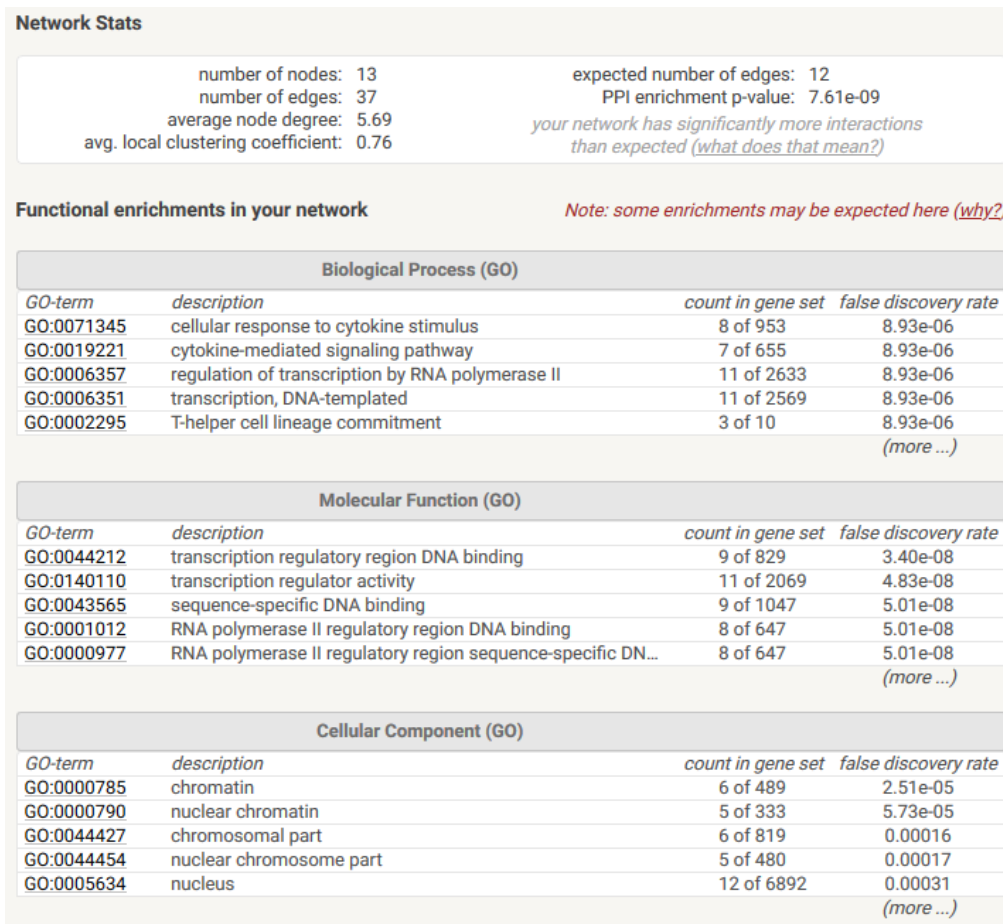 Network Stats
number of nodes: 13
number of edges: 37
average node degree: 5.69
avg. local clustering coefficient: 0.76
expected number of edges: 12
PPI enrichment p-value: 7.61e-09
your network has significantly more interactions
than expected (what does that mean?)
Functional enrichments in your network
Note: some enrichments may be expected here (why?)
Biological Process (GO)
GO-term description count in gene set false discovery rate
GO:0071345 cellular response to cytokine stimulus 8 of 953 8.93e-06
GO:0019221 cytokine-mediated signaling pathway 7 of 655 8.93e-06
GO:0006357 regulation of transcription by RNA polymerase II 11 of 2633 8.93e-06
GO:0006351 transcription, DNA-templated 11 of 2569 8.93e-06
GO:0002295 T-helper cell lineage commitment 3 of 10 8.93e-06
(more ...)
Molecular Function (GO)
GO-term description count in gene set false discovery rate
GO:0044212 transcription regulatory region DNA binding 9 of 829 3.40e-08
GO:0140110 transcription regulator activity 11 of 2069 4.83e-08
GO:0043565 sequence-specific DNA binding 9 of 1047 5.01e-08
GO:0001012 RNA polymerase II regulatory region DNA binding 8 of 647 5.01e-08
GO:0000977 RNA polymerase II regulatory region sequence-specific DN... 8 of 647 5.01e-08
(more ...)
Cellular Component (GO)
GO-term description count in gene set false discovery rate
GO:0000785 chromatin 6 of 489 2.51e-05
GO:0000790 nuclear chromatin 5 of 333 5.73e-05
GO:0044427 chromosomal part 6 of 819 0.00016
GO:0044454 nuclear chromosome part 5 of 480 0.00017
GO:0005634 nucleus 12 of 6892 0.00031
(more ...)